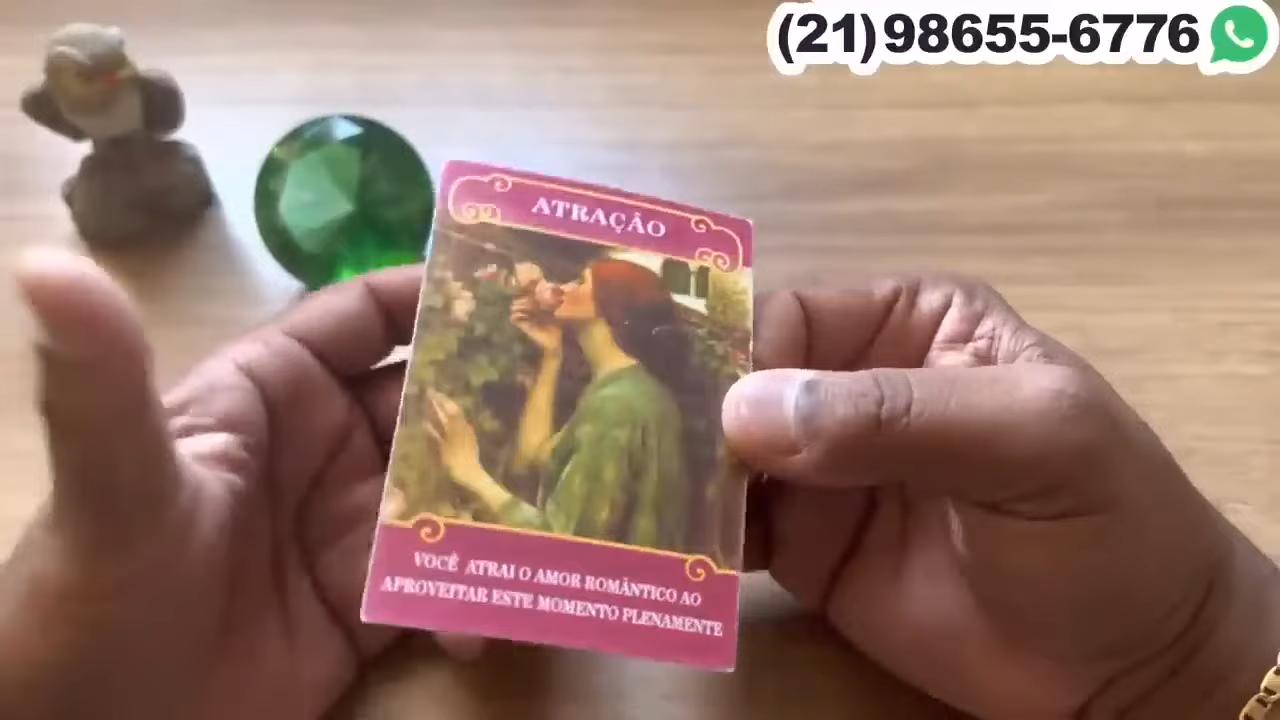 (21)98655-6776
ATRAÇÃO
VOCÊ ATRAI O AMOR ROMÂNTICO AO
APROVEITAR ESTE MOMENTO PLENAMENTE